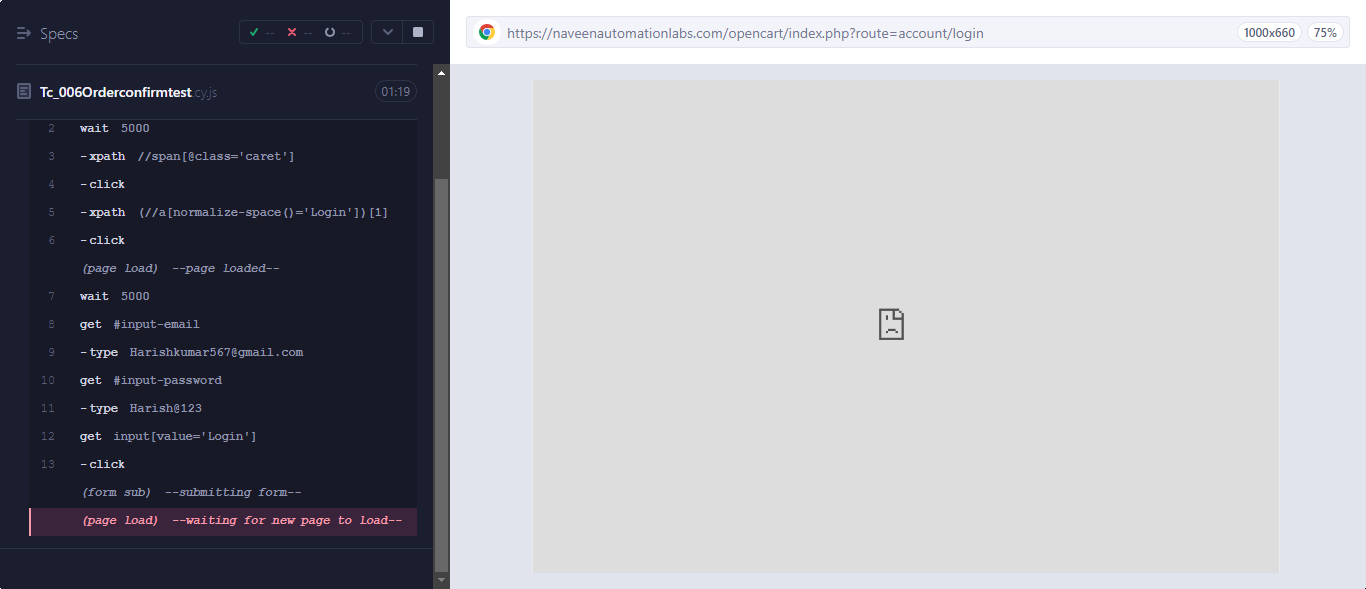 Specs
-- -- --
Tc_006Orderconfirmtest.cy.js 01:19
2 wait 5000
3 -xpath //span[@class='caret']
4 -click
5 -xpath (//a[normalize-space()='Login'])[1]
6 -click
(page load) --page loaded--
7 wait 5000
8 get #input-email
9 -type Harishkumar567@gmail.com
10 get #input-password
11 -type Harish@123
12 get input[value='Login']
13 -click
(form sub) --submitting form--
(page load) --waiting for new page to load--
https://naveenautomationlabs.com/opencart/index.php?route=account/login 1000x660 75%